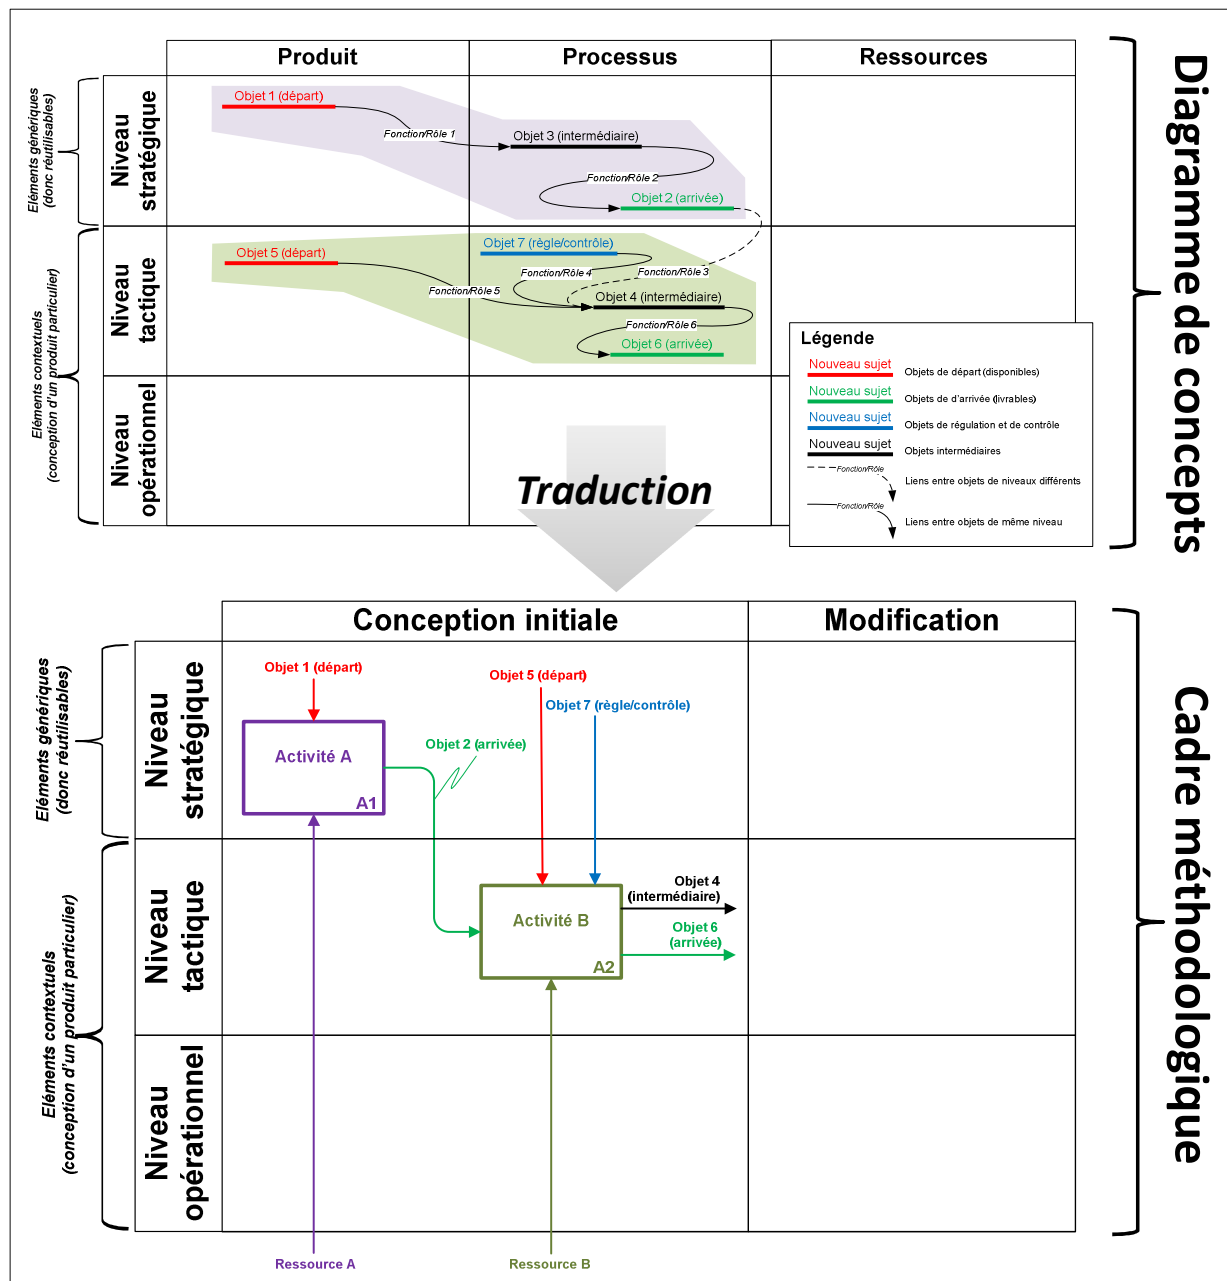 Produit
Processus
Ressources
Diagramme de concepts
Eléments génériques
(donc réutilisables)
Niveau
stratégique
Objet 1 (départ)
Fonction/Rôle 1
Objet 3 (intermédiaire)
Fonction/Rôle 2
Objet 2 (arrivée)
Eléments contextuels
(conception d'un produit particulier)
Niveau
tactique
Objet 5 (départ)
Objet 7 (règle/contrôle)
Fonction/Rôle 4
Fonction/Rôle 3
Fonction/Rôle 5
Objet 4 (intermédiaire)
Fonction/Rôle 6
Objet 6 (arrivée)
Niveau
opérationnel
Légende
Nouveau sujet
Objets de départ (disponibles)
Nouveau sujet
Objets de d'arrivée (livrables)
Nouveau sujet
Objets de régulation et de contrôle
Nouveau sujet
Objets intermédiaires
Fonction/Rôle
Liens entre objets de niveaux différents
Fonction/Rôle
Liens entre objets de même niveau
Traduction
Conception initiale
Modification
Cadre méthodologique
Eléments génériques
(donc réutilisables)
Niveau
stratégique
Objet 1 (départ)
Objet 5 (départ)
Objet 7 (règle/contrôle)
Objet 2 (arrivée)
Activité A
A1
Eléments contextuels
(conception d'un produit particulier)
Niveau
tactique
Activité B
A2
Objet 4
(intermédiaire)
Objet 6
(arrivée)
Niveau
opérationnel
Ressource A
Ressource B